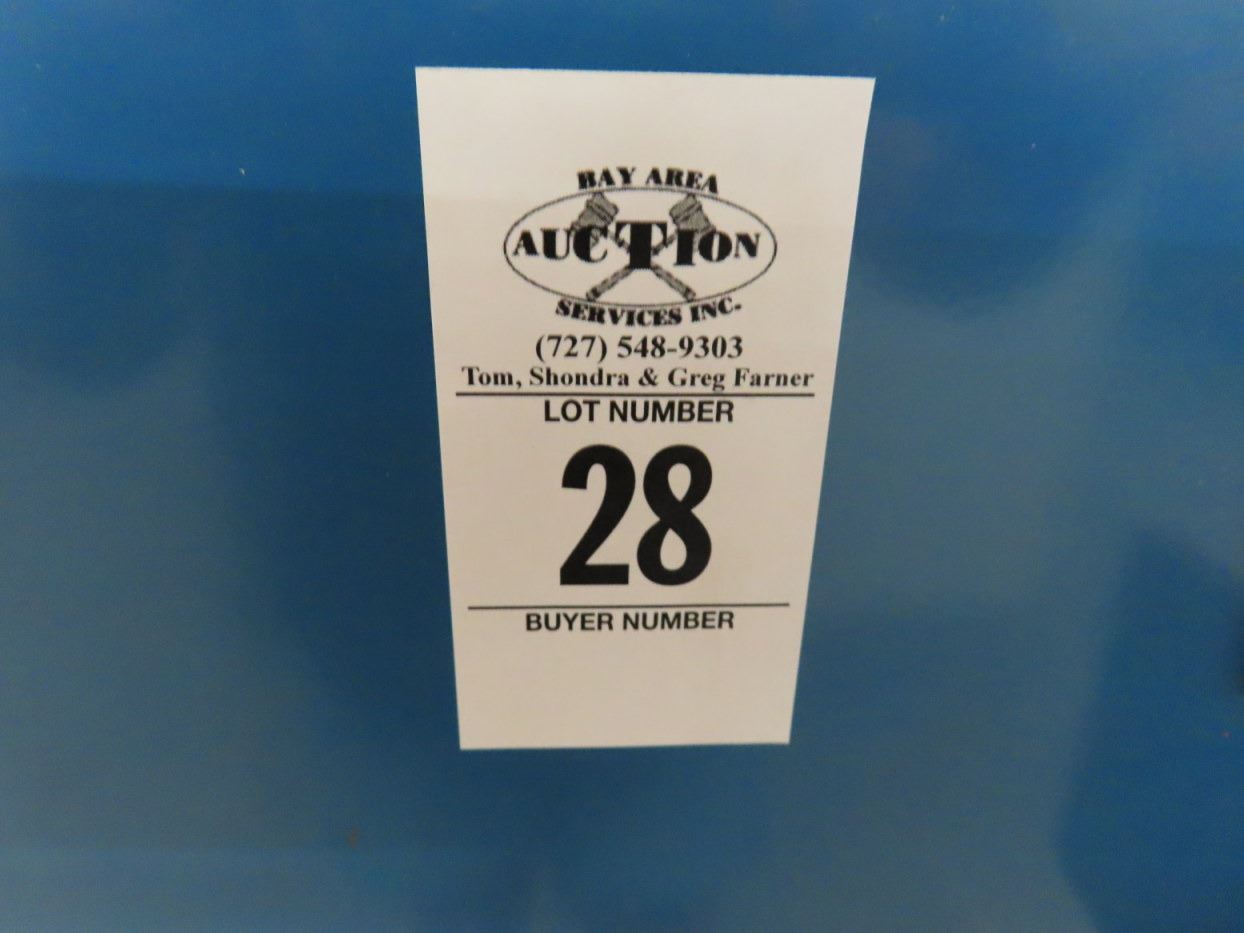 BAY AREA
AUCTION
SERVICES INC.
(727) 548-9303
Tom, Shondra & Greg Farner
LOT NUMBER
28
BUYER NUMBER